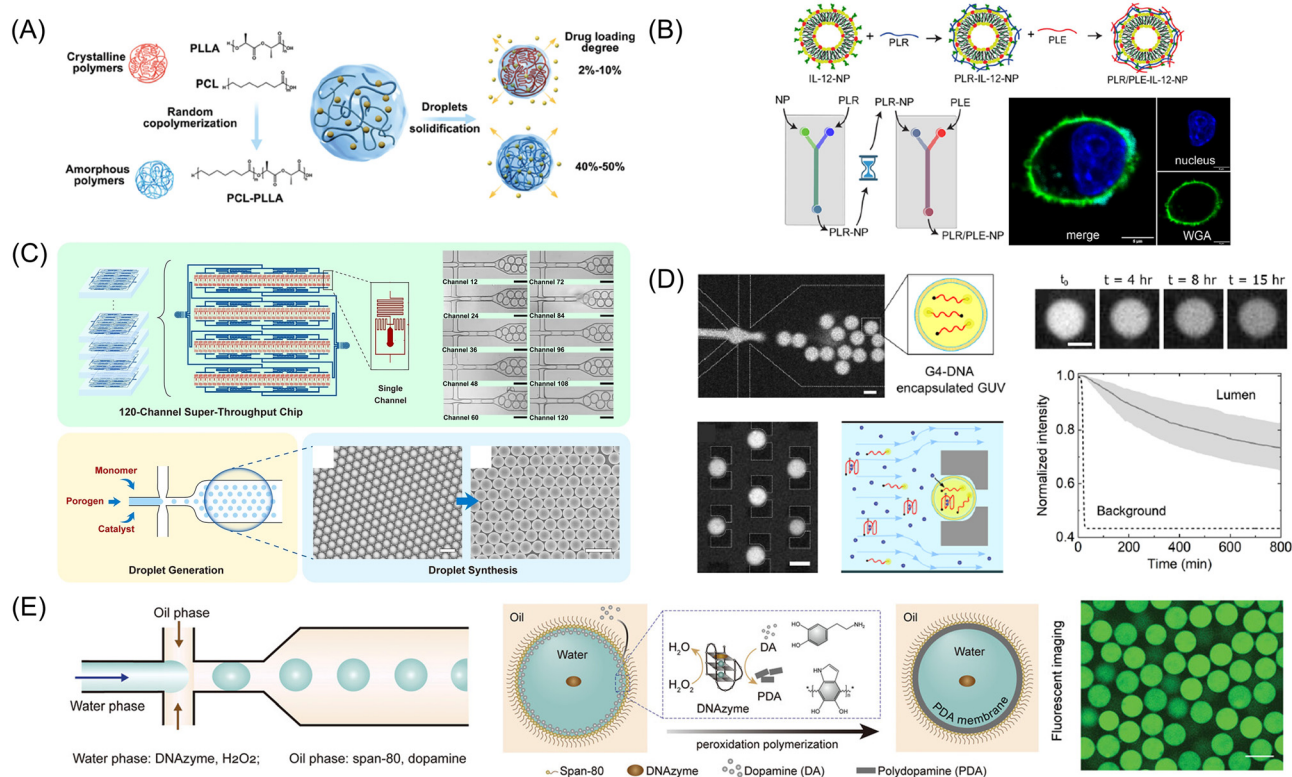 (A)
Crystalline
polymers
PLLA
PCL
Random
copolymerization
Amorphous
polymers
PCL-PLLA
Droplets
solidification
Drug loading
degree
2%-10%
40%-50%
(B)
IL-12-NP
+
PLR
PLR-IL-12-NP
+
PLE
PLR/PLE-IL-12-NP
NP
PLR
PLR-NP
PLE
PLR-NP
PLR/PLE-NP
merge
nucleus
WGA
(C)
120-Channel Super-Throughput Chip
Single
Channel
Channel 12
Channel 72
Channel 24
Channel 84
Channel 36
Channel 96
Channel 48
Channel 108
Channel 60
Channel 120
Monomer
Porogen
Catalyst
Droplet Generation
Droplet Synthesis
(D)
G4-DNA
encapsulated GUV
t0
t = 4 hr
t = 8 hr
t = 15 hr
Normalized intensity
1.0
0.8
0.6
0.4
Lumen
Background
0
200
400
600
800
Time (min)
(E)
Oil phase
Water phase
Water phase: DNAzyme, H2O2;
Oil phase: span-80, dopamine
Oil
Water
H2O
H2O2
DNAzyme
DA
PDA
HO
HO
NH2
HO
OH
peroxidation polymerization
Oil
Water
PDA membrane
Span-80
DNAzyme
Dopamine (DA)
Polydopamine (PDA)
Fluorescent imaging